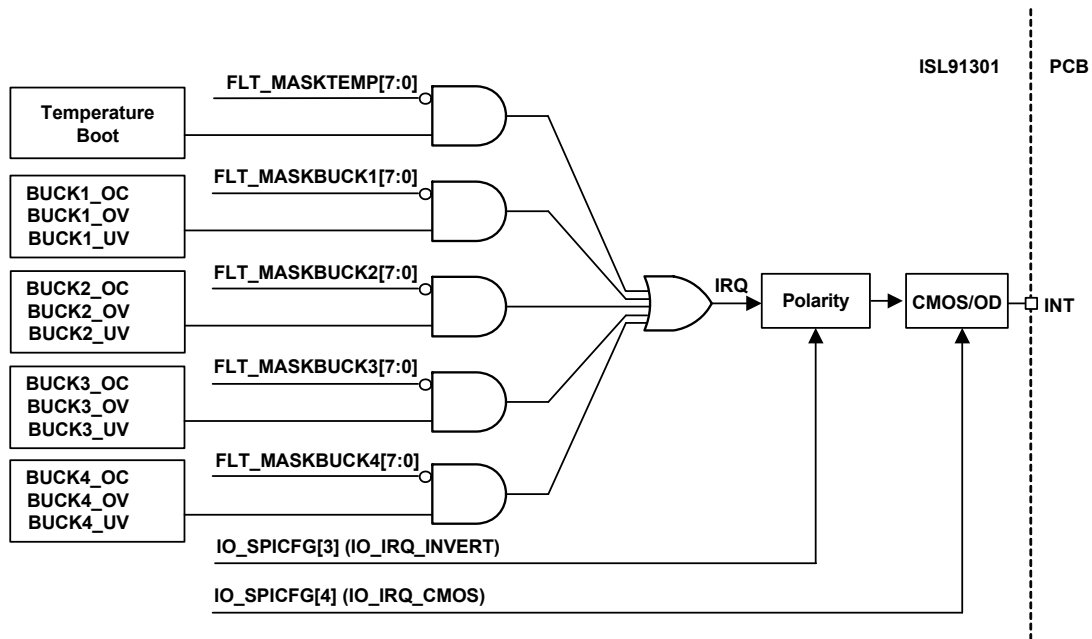 ISL91301
PCB
FLT_MASKTEMP[7:0]
Temperature
Boot
FLT_MASKBUCK1[7:0]
BUCK1_OC
BUCK1_OV
BUCK1_UV
FLT_MASKBUCK2[7:0]
BUCK2_OC
BUCK2_OV
BUCK2_UV
IRQ
Polarity
CMOS/OD
INT
FLT_MASKBUCK3[7:0]
BUCK3_OC
BUCK3_OV
BUCK3_UV
FLT_MASKBUCK4[7:0]
BUCK4_OC
BUCK4_OV
BUCK4_UV
IO_SPICFG[3] (IO_IRQ_INVERT)
IO_SPICFG[4] (IO_IRQ_CMOS)